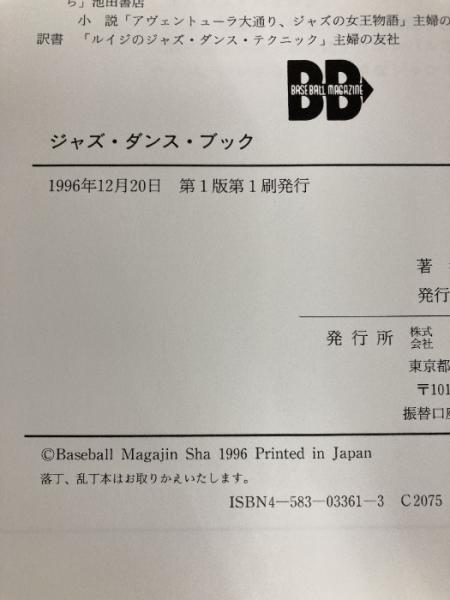 ら」池田書店
小 説「アヴェントューラ大通り、ジャズの女王物語」主婦の
訳書 「ルイジのジャズ・ダンス・テクニック」主婦の友社
BB
BASEBALL MAGAZINE
ジャズ・ダンス・ブック
1996年12月20日 第1版第1刷発行
著
発行
発行所 株式会社
東京都
〒101
振替口座
©Baseball Magajin Sha 1996 Printed in Japan
落丁、乱丁本はお取りかえいたします。
ISBN4-583-03361-3 C2075